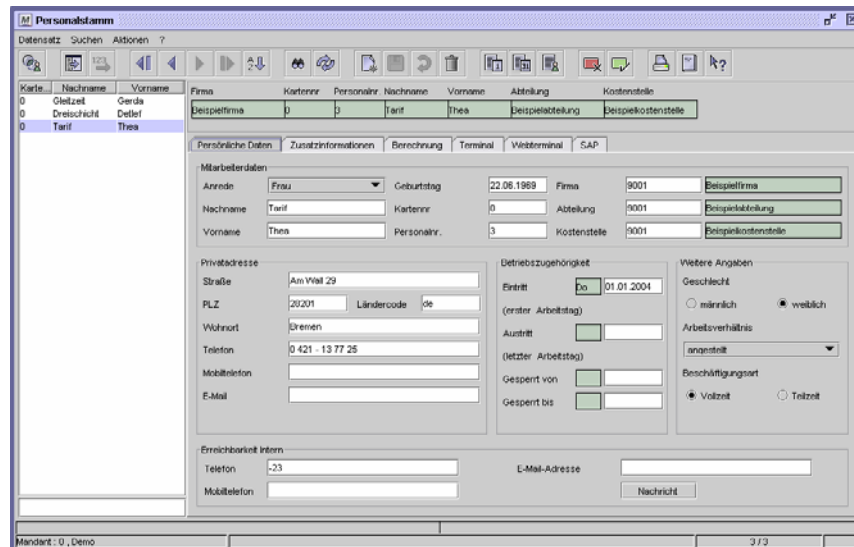 M Personalstamm
Datensatz Suchen Aktionen ?
Karte... Nachname Vorname
0 Gleitzeit Gerda
0 Dreischicht Detlef
0 Tarif Thea
Firma Kartennr Personalnr. Nachname Vorname Abteilung Kostenstelle
Beispielfirma 0 3 Tarif Thea Beispielabteilung Beispielkostenstelle
Persönliche Daten Zusatzinformationen Berechnung Terminal Webterminal SAP
Mitarbeiterdaten
Anrede Frau Geburtstag 22.06.1969 Firma 9001 Beispielfirma
Nachname Tarif Kartennr 0 Abteilung 9001 Beispielabteilung
Vorname Thea Personalnr. 3 Kostenstelle 9001 Beispielkostenstelle
Privatadresse
Straße Am Wall 29
PLZ 28201 Ländercode de
Wohnort Bremen
Telefon 0 421 - 13 77 25
Mobiltelefon
E-Mail
Betriebszugehörigkeit
Eintritt Do 01.01.2004
(erster Arbeitstag)
Austritt
(letzter Arbeitstag)
Gesperrt von
Gesperrt bis
Weitere Angaben
Geschlecht
männlich weiblich
Arbeitsverhältnis
angestellt
Beschäftigungsart
Vollzeit Teilzeit
Erreichbarkeit Intern
Telefon -23 E-Mail-Adresse
Mobiltelefon Nachricht
Mandant : 0 , Demo 3 / 3